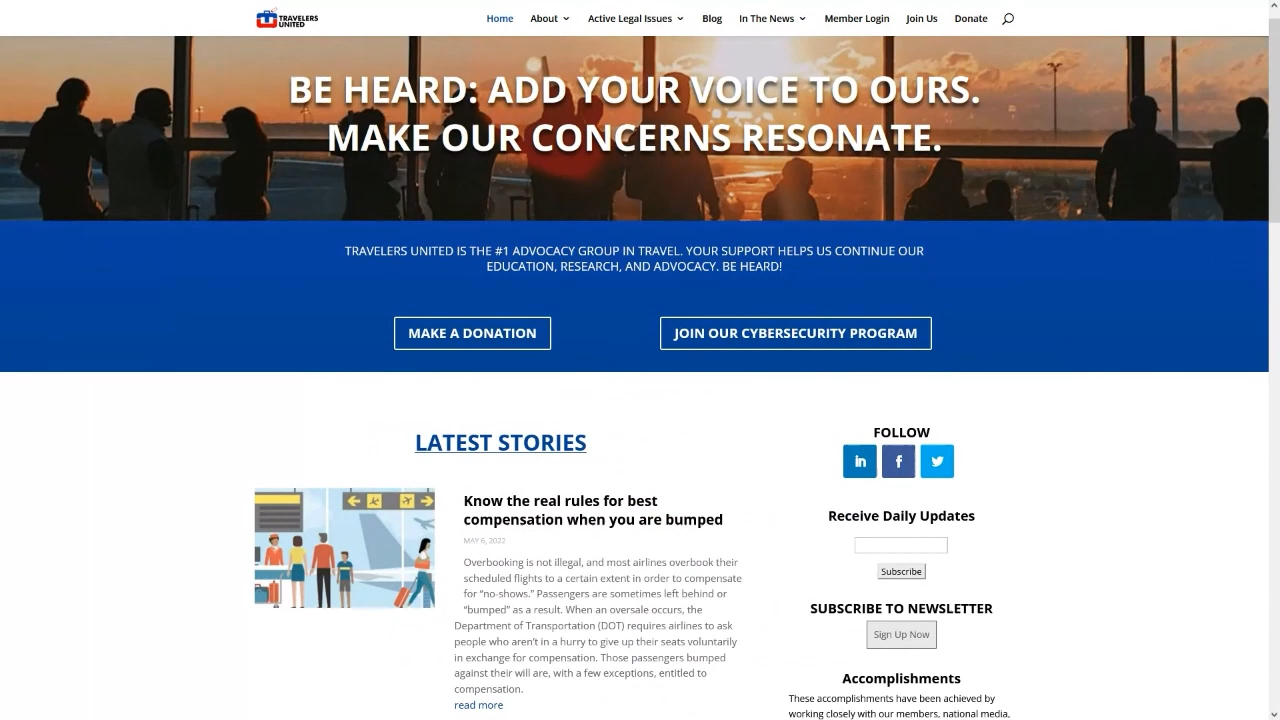 TRAVELERS
UNITED
Home
About
Active Legal Issues
Blog
In The News
Member Login
Join Us
Donate
BE HEARD: ADD YOUR VOICE TO OURS.
MAKE OUR CONCERNS RESONATE.
TRAVELERS UNITED IS THE #1 ADVOCACY GROUP IN TRAVEL. YOUR SUPPORT HELPS US CONTINUE OUR
EDUCATION, RESEARCH, AND ADVOCACY. BE HEARD!
MAKE A DONATION
JOIN OUR CYBERSECURITY PROGRAM
LATEST STORIES
Know the real rules for best
compensation when you are bumped
MAY 6, 2022
Overbooking is not illegal, and most airlines overbook their
scheduled flights to a certain extent in order to compensate
for “no-shows.” Passengers are sometimes left behind or
“bumped” as a result. When an oversale occurs, the
Department of Transportation (DOT) requires airlines to ask
people who aren’t in a hurry to give up their seats voluntarily
in exchange for compensation. Those passengers bumped
against their will are, with a few exceptions, entitled to
compensation.
read more
FOLLOW
in
f
Receive Daily Updates
Subscribe
SUBSCRIBE TO NEWSLETTER
Sign Up Now
Accomplishments
These accomplishments have been achieved by
working closely with our members, national media,